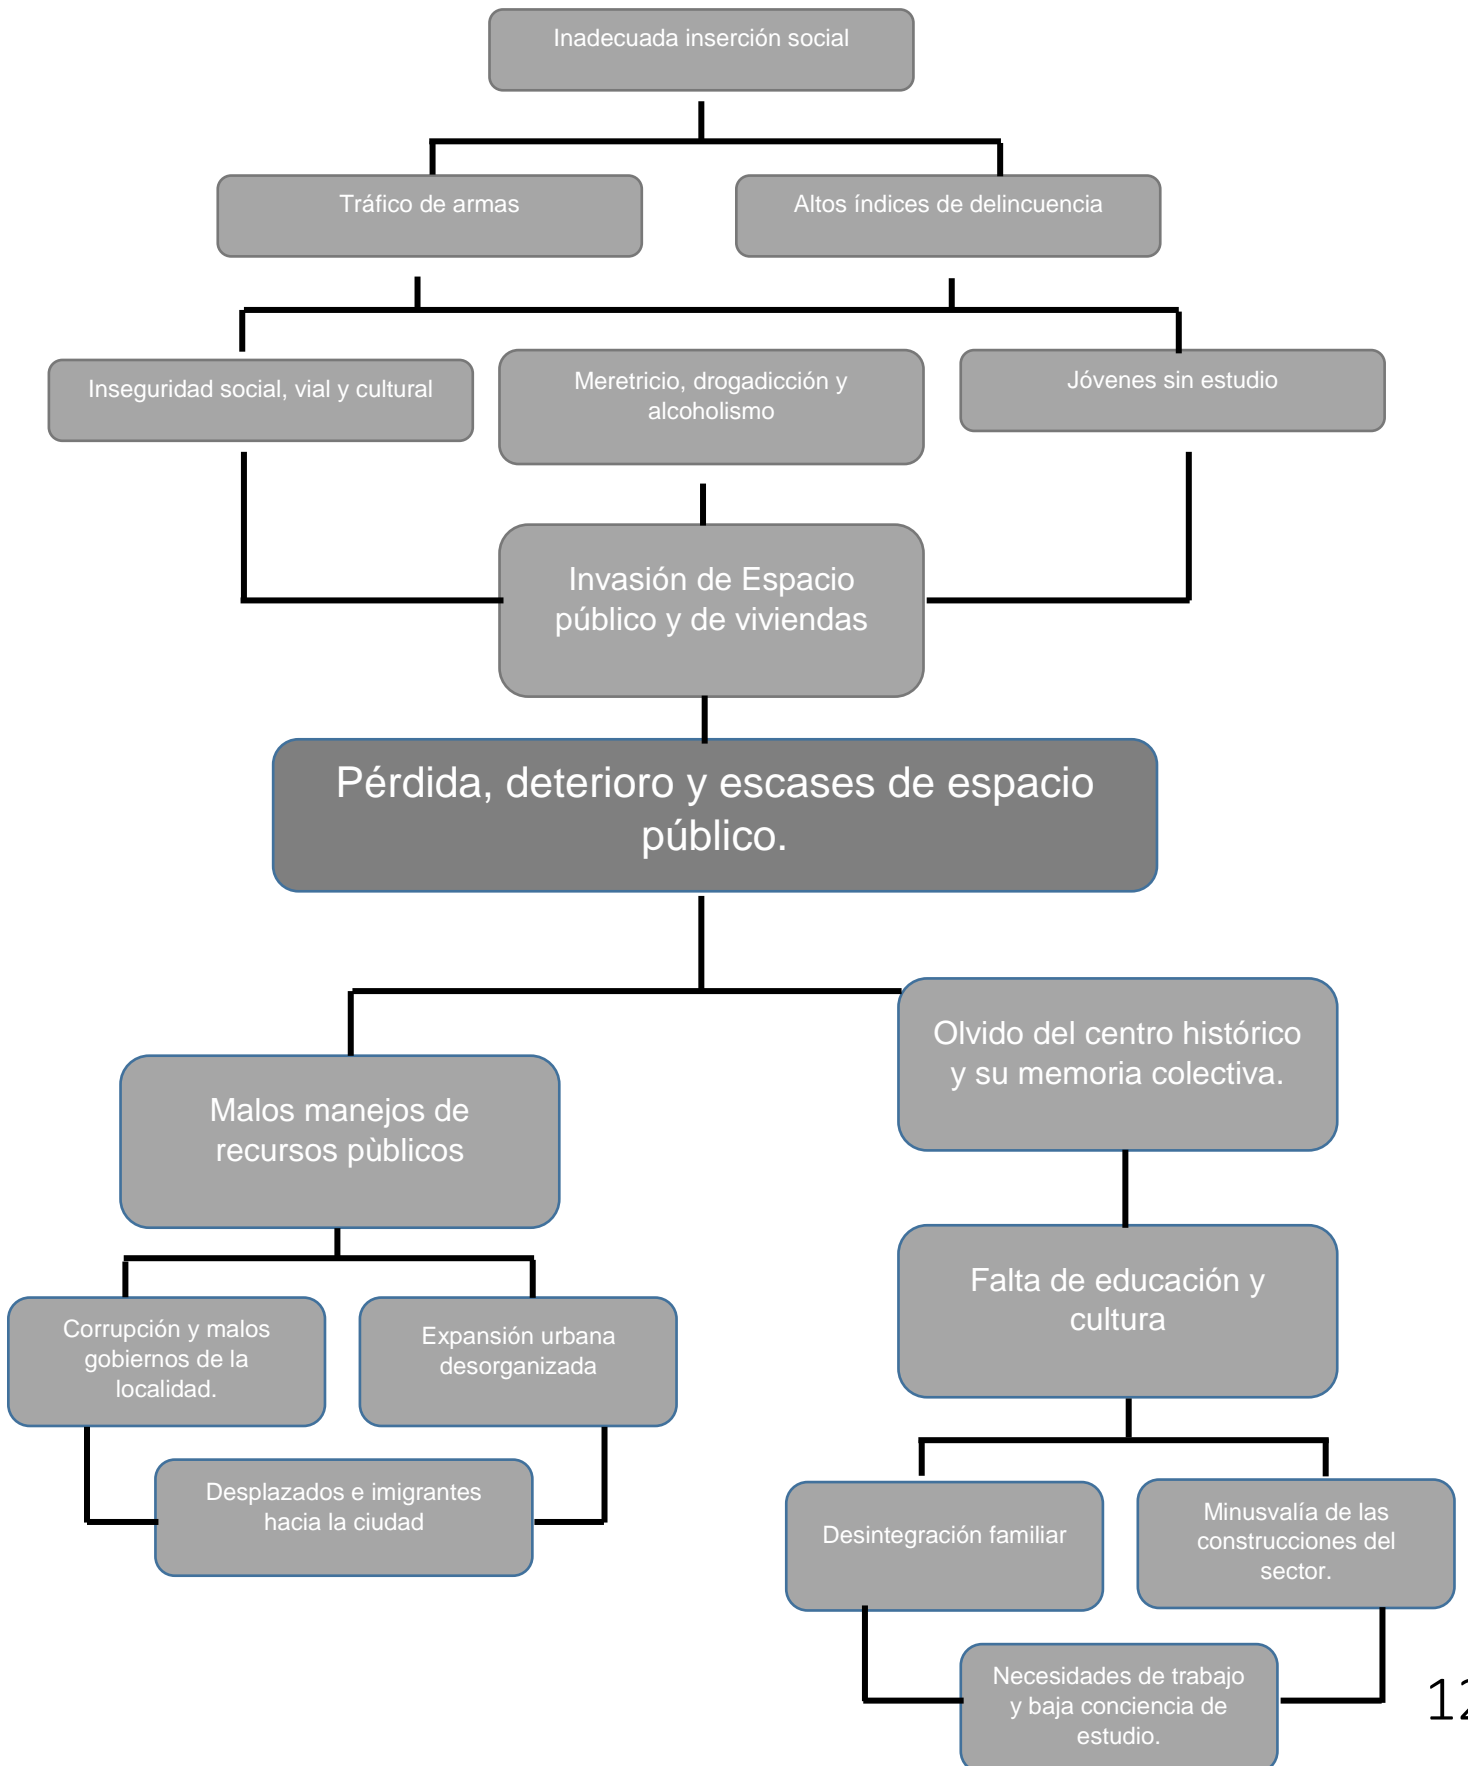 Inadecuada inserción social
Tráfico de armas
Altos índices de delincuencia
Inseguridad social, vial y cultural
Meretricio, drogadicción y
alcoholismo
Jóvenes sin estudio
Invasión de Espacio
público y de viviendas
Pérdida, deterioro y escases de espacio
público.
Malos manejos de
recursos pùblicos
Olvido del centro histórico
y su memoria colectiva.
Corrupción y malos
gobiernos de la
localidad.
Expansión urbana
desorganizada
Desplazados e imigrantes
hacia la ciudad
Falta de educación y
cultura
Desintegración familiar
Minusvalía de las
construcciones del
sector.
Necesidades de trabajo
y baja conciencia de
estudio.
12